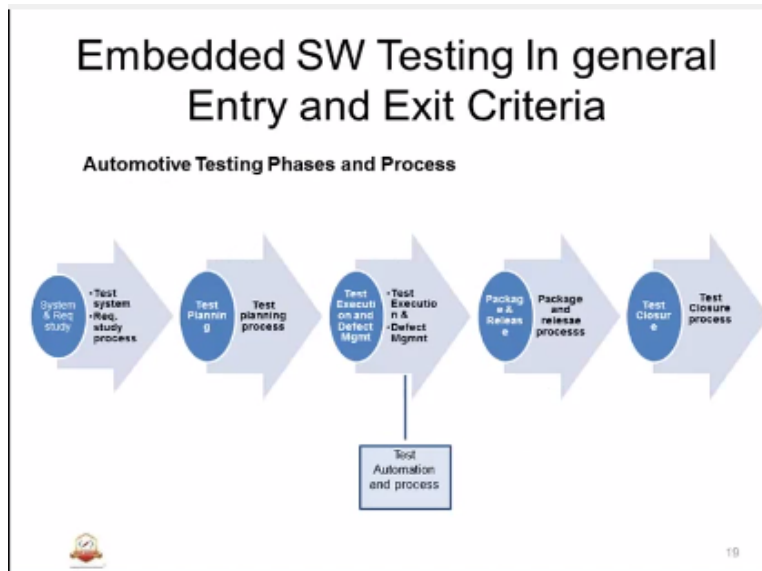 Embedded SW Testing In general
Entry and Exit Criteria
Automotive Testing Phases and Process
System
& Req
study
•Test
system
•Req.
study
process
Test
Plannin
g
Test
planning
process
Test
Executi
on and
Defect
Mgmt
•Test
Executio
n &
•Defect
Mgmnt
Packag
e &
Releas
e
Package
and
relesae
processs
Test
Closur
e
Test
Closure
process
Test
Automation
and process
19